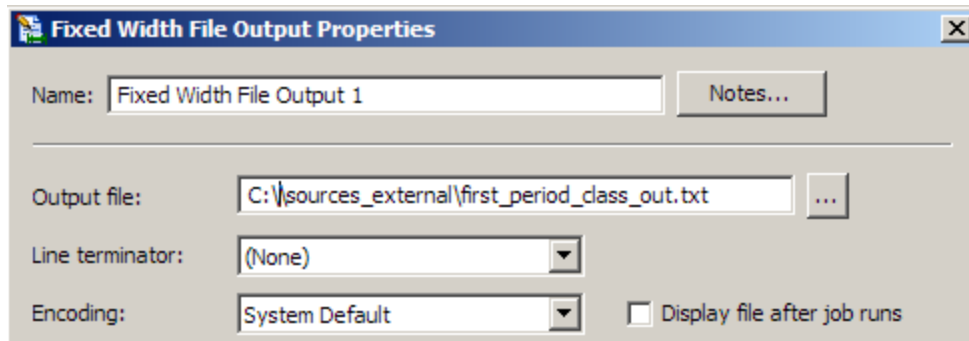 Fixed Width File Output Properties
Name: Fixed Width File Output 1 Notes...
Output file: C:\\sources_external\first_period_class_out.txt ...
Line terminator: (None)
Encoding: System Default Display file after job runs